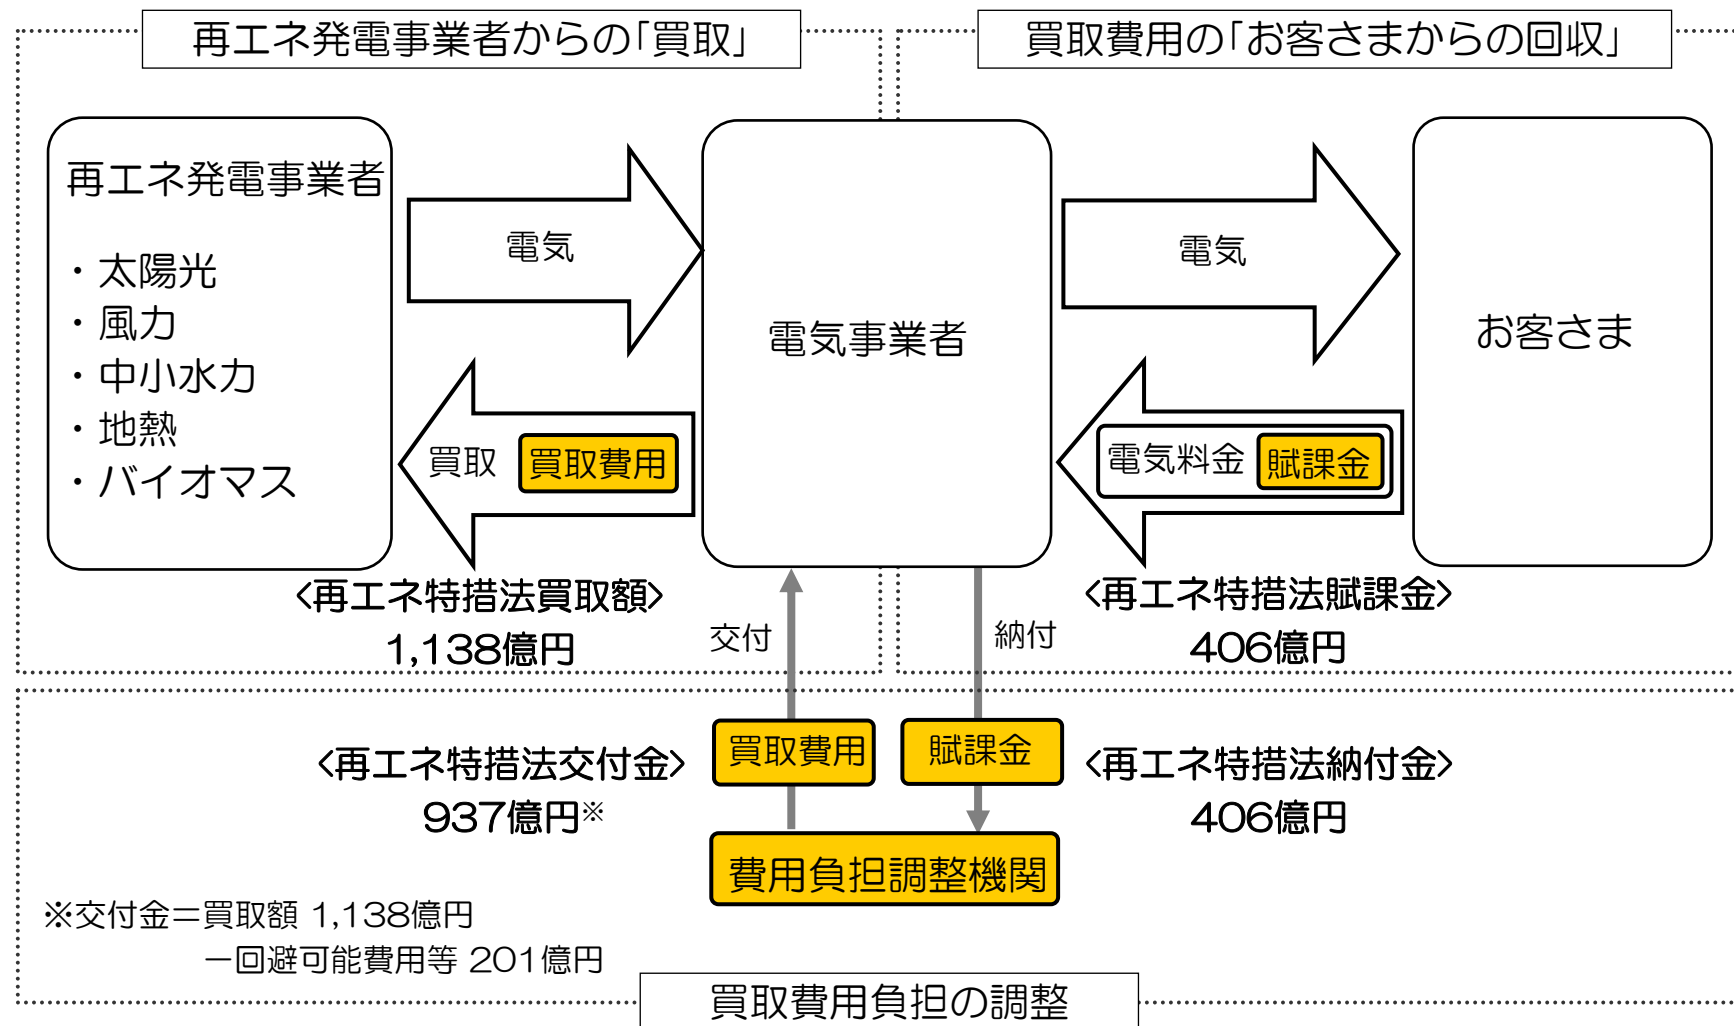 再エネ発電事業者からの「買取」
買取費用の「お客さまからの回収」
再エネ発電事業者
・太陽光
・風力
・中小水力
・地熱
・バイオマス
電気
買取 買取費用
電気事業者
電気
電気料金 賦課金
お客さま
<再エネ特措法買取額>
1,138億円
交付
納付
<再エネ特措法賦課金>
406億円
<再エネ特措法交付金>
937億円※
買取費用
賦課金
<再エネ特措法納付金>
406億円
費用負担調整機関
※交付金＝買取額 1,138億円
－回避可能費用等 201億円
買取費用負担の調整